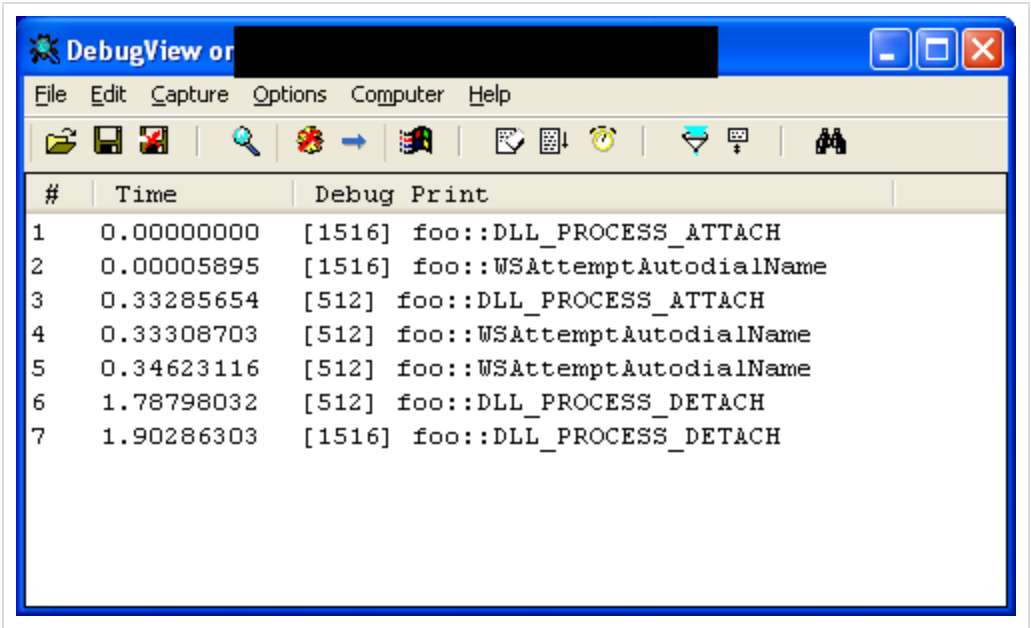 DebugView on
File Edit Capture Options Computer Help
# Time Debug Print
1 0.00000000 [1516] foo::DLL_PROCESS_ATTACH
2 0.00005895 [1516] foo::WSAttemptAutodialName
3 0.33285654 [512] foo::DLL_PROCESS_ATTACH
4 0.33308703 [512] foo::WSAttemptAutodialName
5 0.34623116 [512] foo::WSAttemptAutodialName
6 1.78798032 [512] foo::DLL_PROCESS_DETACH
7 1.90286303 [1516] foo::DLL_PROCESS_DETACH